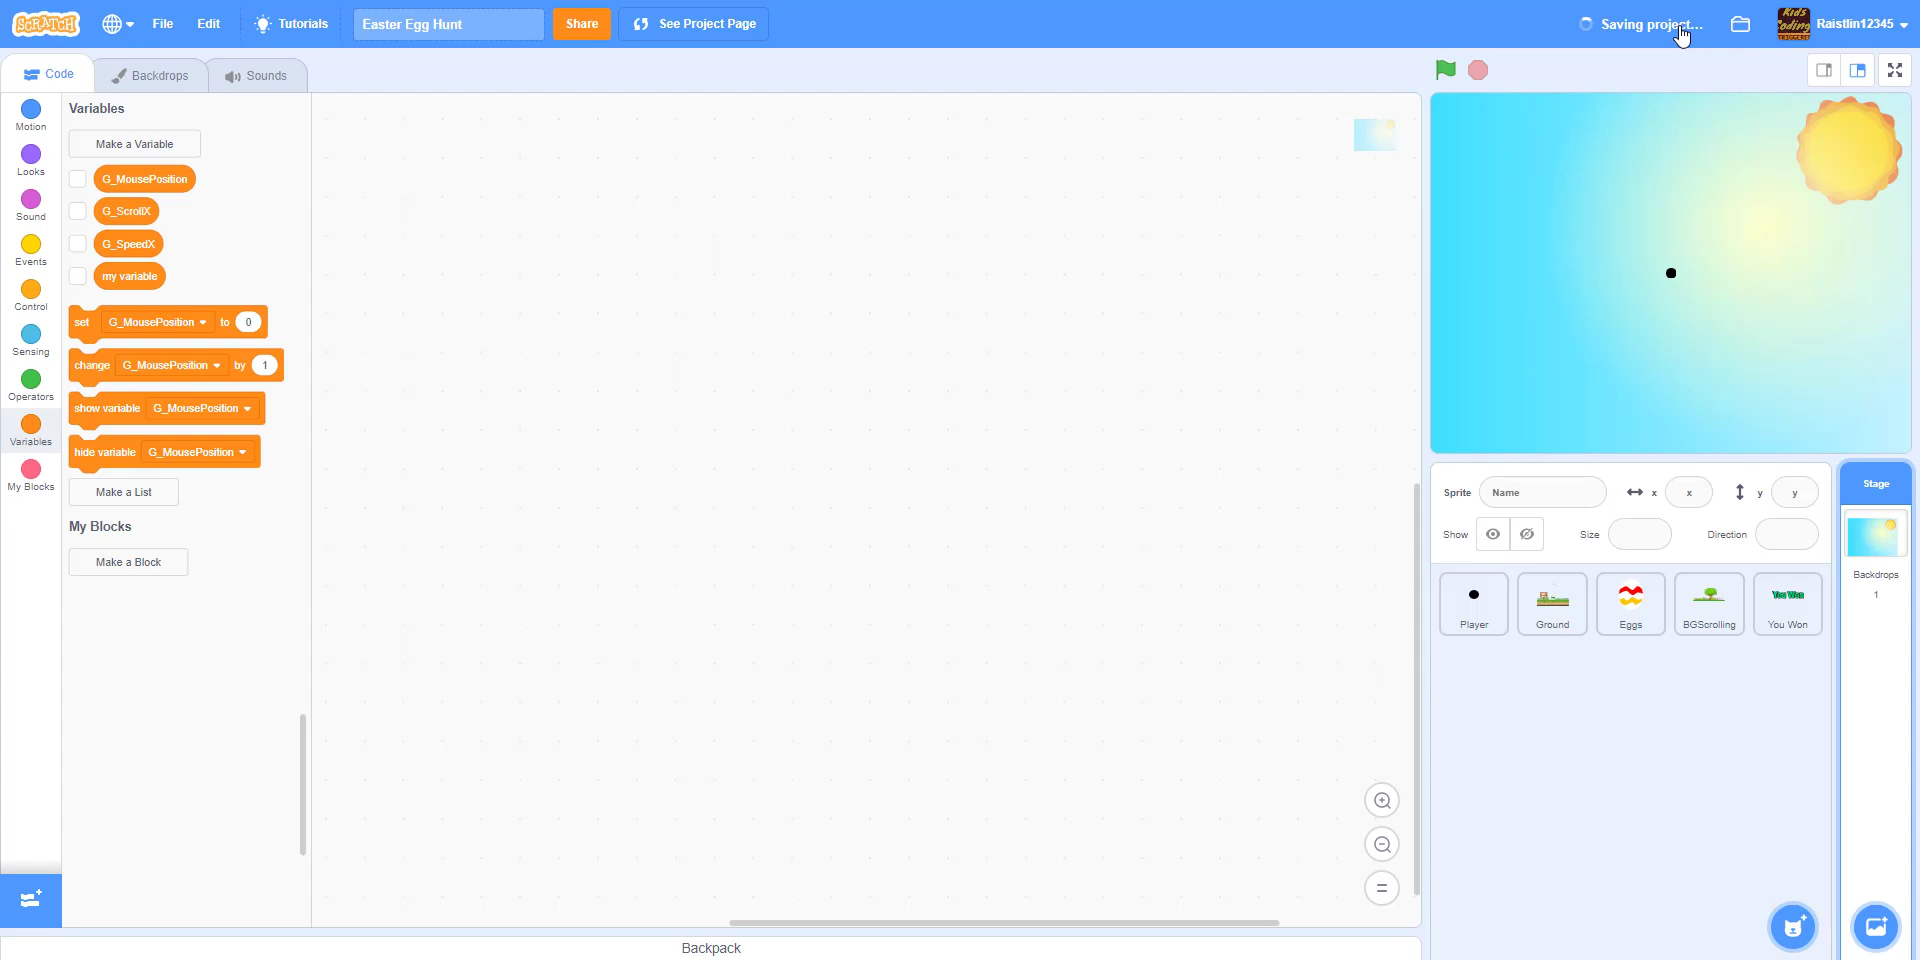 SCRATCH
File
Edit
Tutorials
Easter Egg Hunt
Share
See Project Page
Saving project...
Raistlin12345
Code
Backdrops
Sounds
Motion
Looks
Sound
Events
Control
Sensing
Operators
Variables
My Blocks
Variables
Make a Variable
G_MousePosition
G_ScrollX
G_SpeedX
my variable
set G_MousePosition to 0
change G_MousePosition by 1
show variable G_MousePosition
hide variable G_MousePosition
Make a List
My Blocks
Make a Block
Sprite Name x x y y
Show Size Direction
Player
Ground
Eggs
BGScrolling
You Won
You Won
Stage
Backdrops
1
Backpack